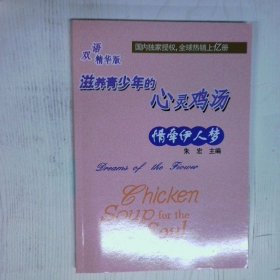 国内独家授权,全球热销上亿册
双语
精华版
滋养青少年的
心灵鸡汤
情牵伊人梦
朱宏 主编
Dreams of the Flower
Chicken
Soup for the
Soul